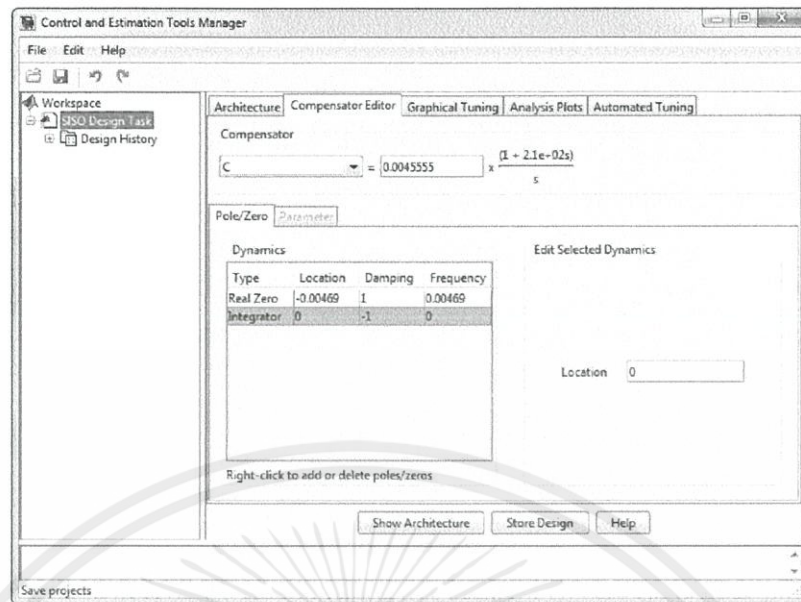 Control and Estimation Tools Manager
File Edit Help
Workspace
SISO Design Task
Design History
Architecture Compensator Editor Graphical Tuning Analysis Plots Automated Tuning
Compensator
C = 0.0045555 x (1 + 2.1e+02s)
s
Pole/Zero Parameter
Dynamics
Type Location Damping Frequency
Real Zero -0.00469 1 0.00469
Integrator 0 -1 0
Right-click to add or delete poles/zeros
Edit Selected Dynamics
Location 0
Show Architecture Store Design Help
Save projects